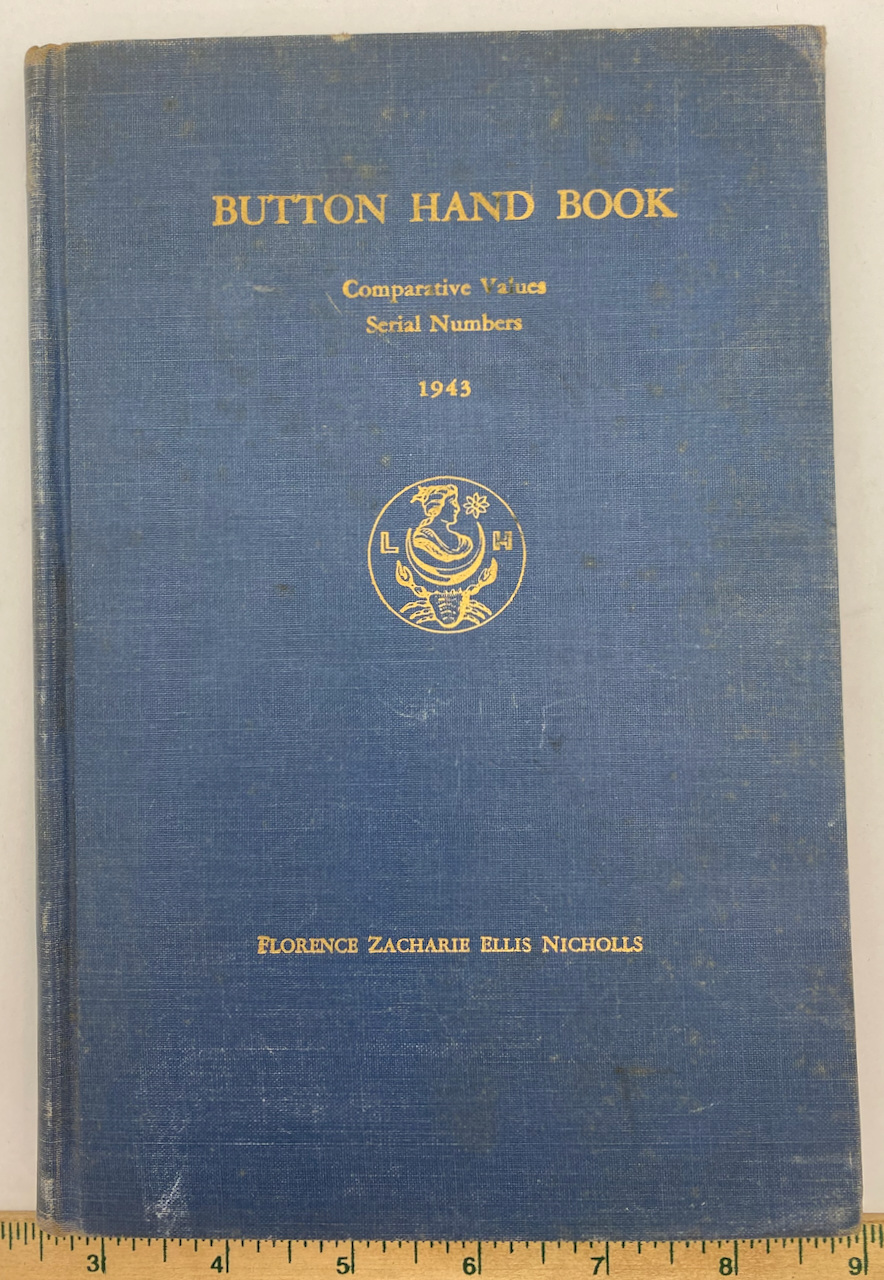 BUTTON HAND BOOK
Comparative Values
Serial Numbers
1943
L H
FLORENCE ZACHARIE ELLIS NICHOLLS
3 4 5 6 7 8 9